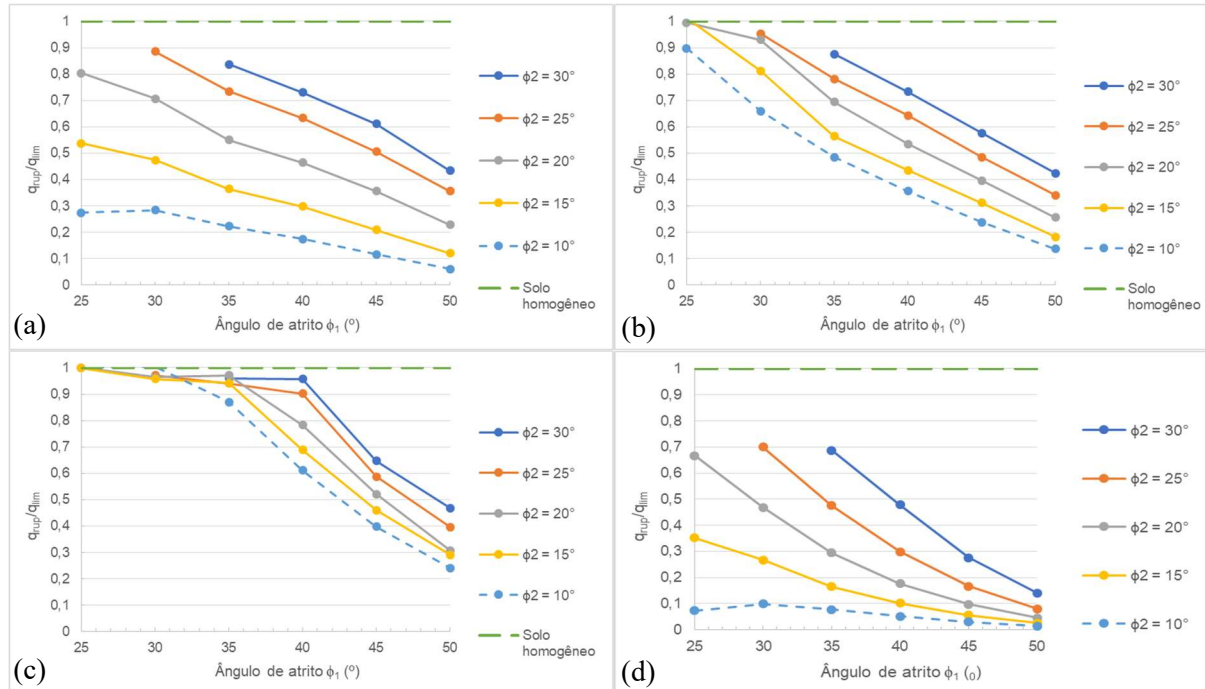 1
0,9
0,8
0,7
0,6
0,5
0,4
0,3
0,2
0,1
0
qrup/qlim
25 30 35 40 45 50
Ângulo de atrito ϕ1 (º)
ϕ2 = 30°
ϕ2 = 25°
ϕ2 = 20°
ϕ2 = 15°
ϕ2 = 10°
Solo
homogêneo
(a)
1
0,9
0,8
0,7
0,6
0,5
0,4
0,3
0,2
0,1
0
qrup/qlim
25 30 35 40 45 50
Ângulo de atrito ϕ1 (º)
ϕ2 = 30°
ϕ2 = 25°
ϕ2 = 20°
ϕ2 = 15°
ϕ2 = 10°
Solo
homogêneo
(b)
1
0,9
0,8
0,7
0,6
0,5
0,4
0,3
0,2
0,1
0
qrup/qlim
25 30 35 40 45 50
Ângulo de atrito ϕ1 (º)
ϕ2 = 30°
ϕ2 = 25°
ϕ2 = 20°
ϕ2 = 15°
ϕ2 = 10°
Solo
homogêneo
(c)
1
0,9
0,8
0,7
0,6
0,5
0,4
0,3
0,2
0,1
0
qrup/qlim
25 30 35 40 45 50
Ângulo de atrito ϕ1 (₀)
ϕ2 = 30°
ϕ2 = 25°
ϕ2 = 20°
ϕ2 = 15°
ϕ2 = 10°
(d)